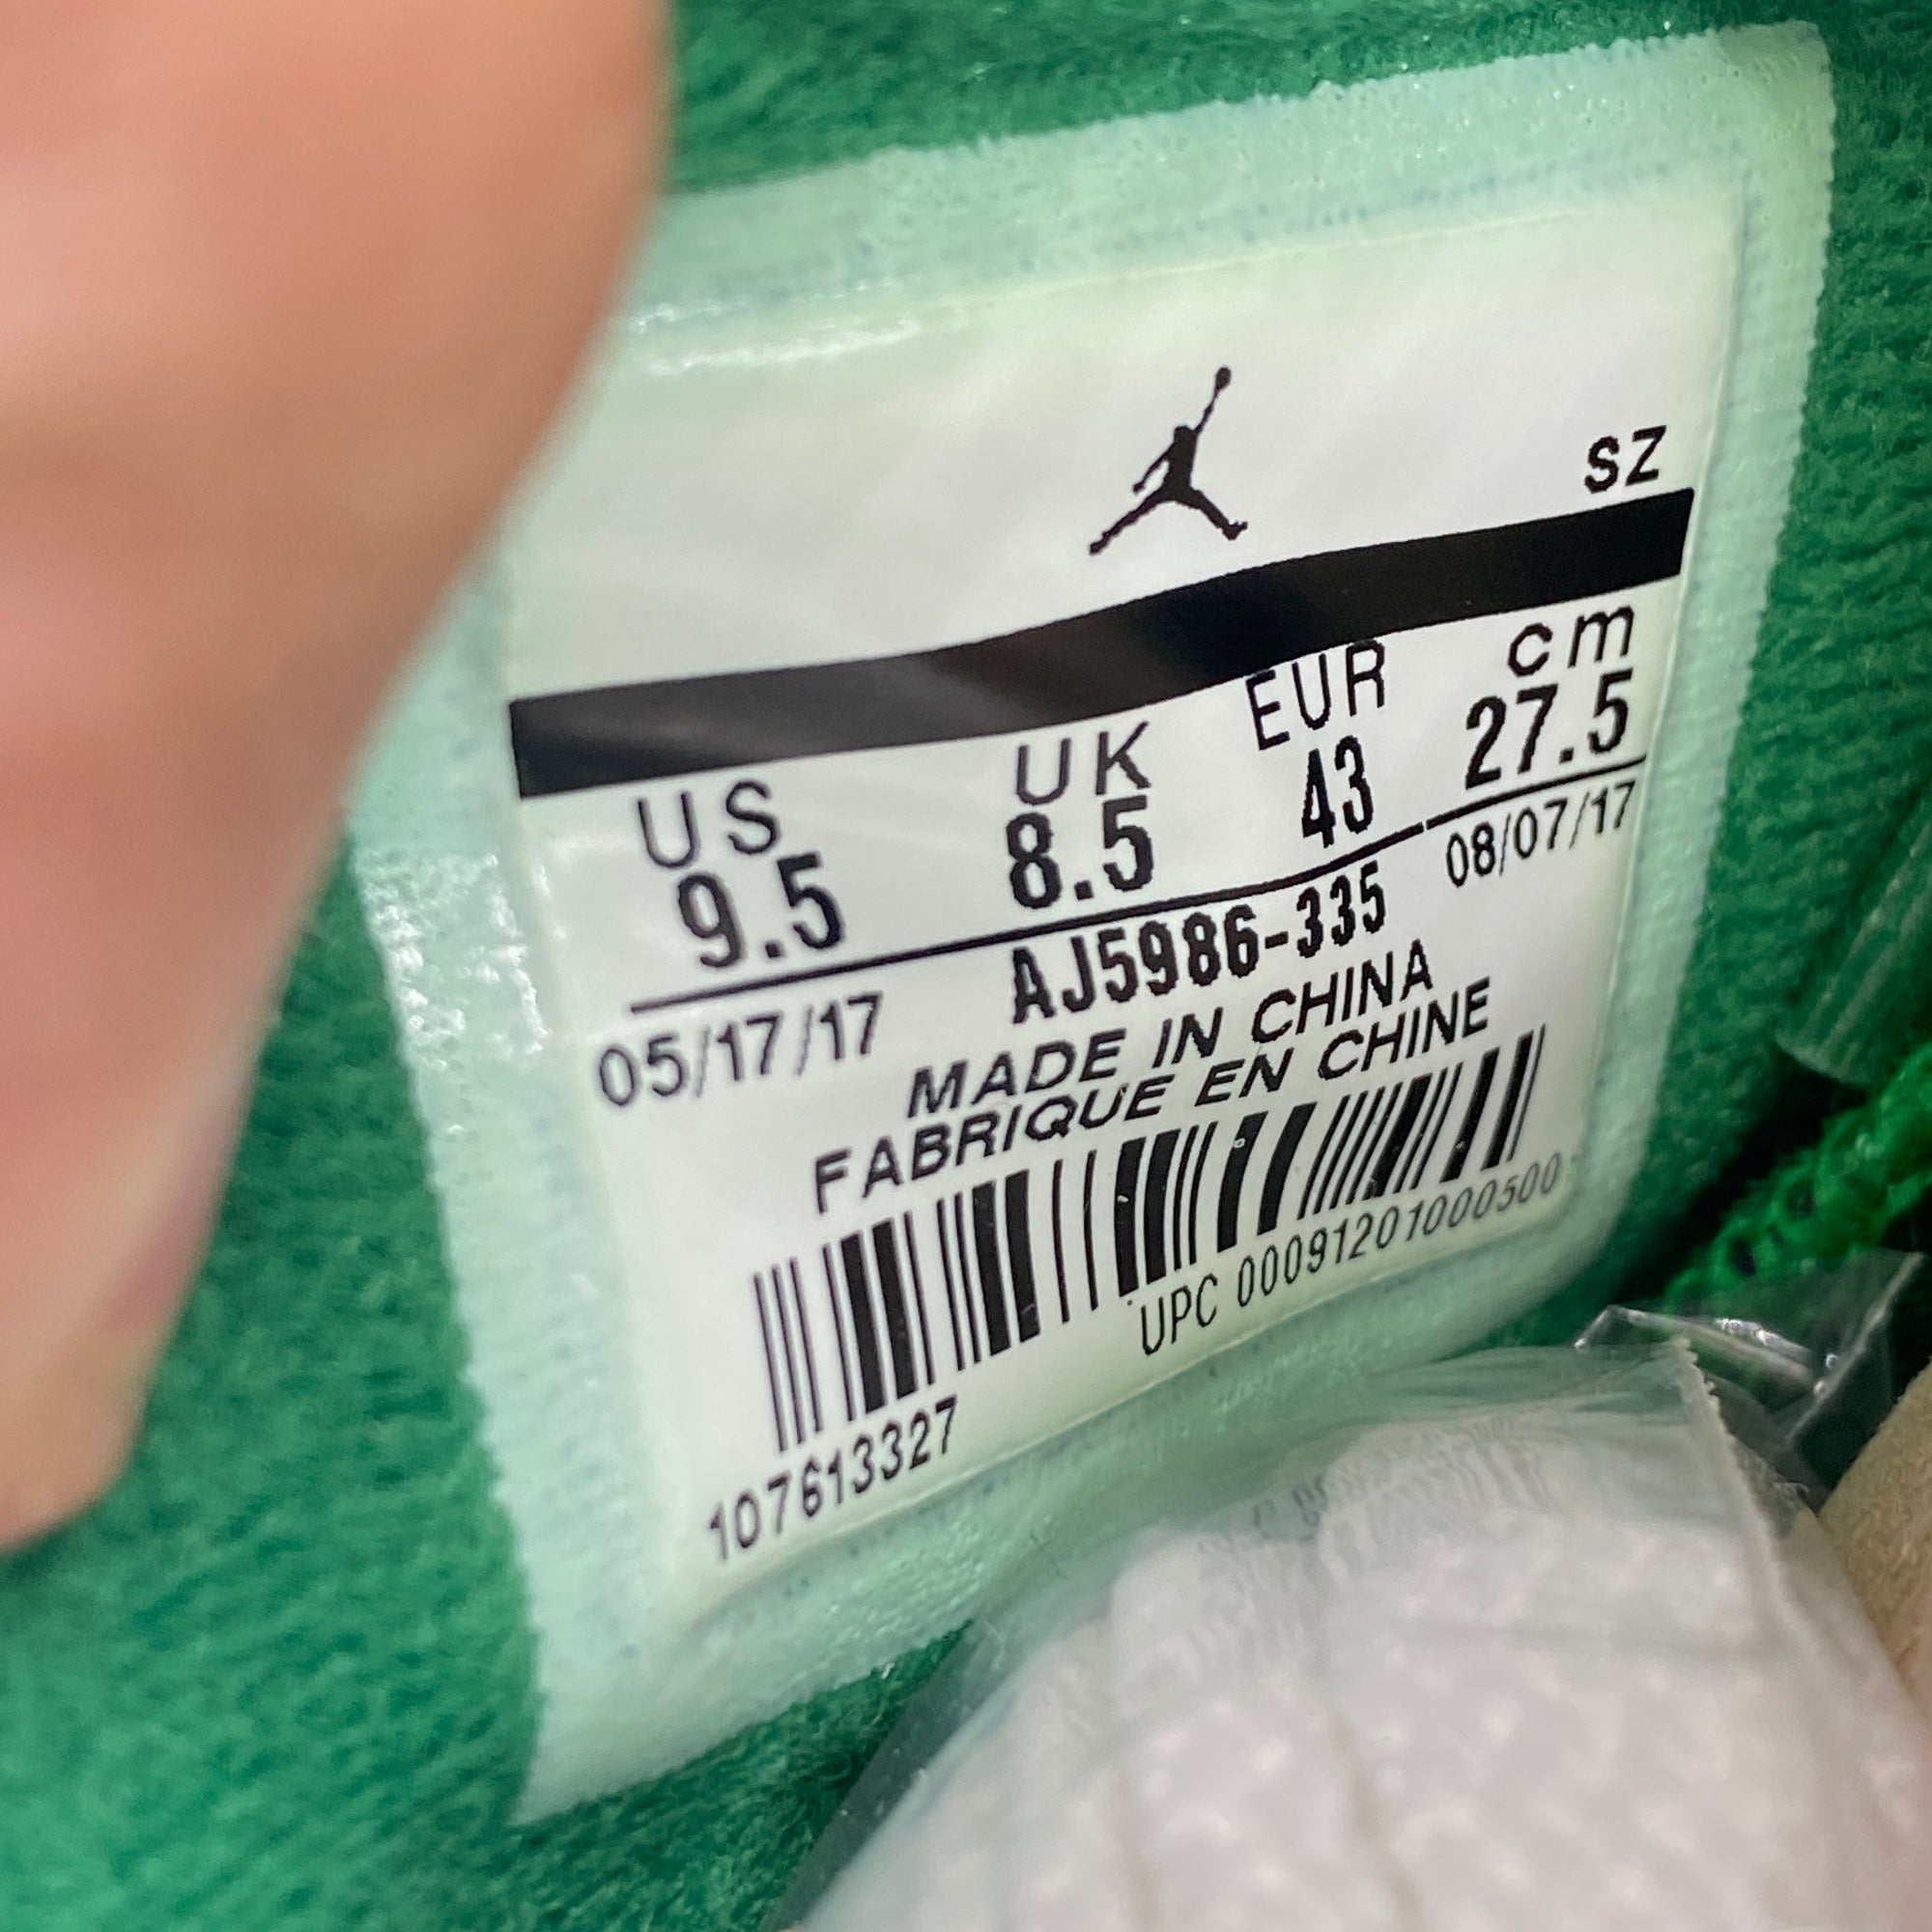 SZ
US UK EUR cm
9.5 8.5 43 27.5
05/17/17 AJ5986-335 08/07/17
MADE IN CHINA
FABRIQUE EN CHINE
UPC 00091201000500
107613327